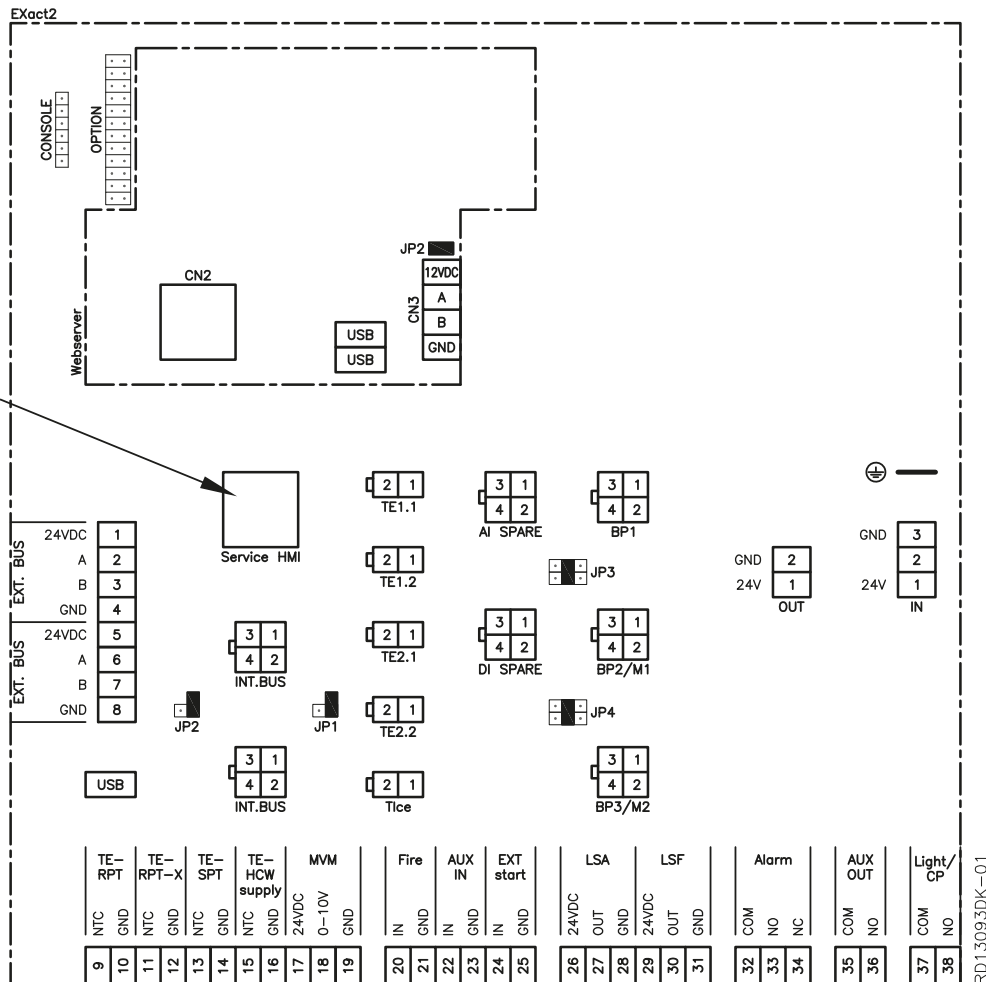 EXact2
CONSOLE
OPTION
Webserver
CN2
JP2
CN3
12VDC
A
B
GND
USB
USB
Service HMI
EXT. BUS
24VDC 1
A 2
B 3
GND 4
EXT. BUS
24VDC 5
A 6
B 7
GND 8
JP2
USB
3 1
4 2
INT.BUS
JP1
3 1
4 2
INT.BUS
2 1
TE1.1
2 1
TE1.2
2 1
TE2.1
2 1
TE2.2
2 1
TIce
3 1
4 2
AI SPARE
3 1
4 2
DI SPARE
3 1
4 2
BP1
JP3
3 1
4 2
BP2/M1
JP4
3 1
4 2
BP3/M2
GND 2
24V 1
OUT
GND 3
2
24V 1
IN
TE-RPT
NTC GND
9 10
TE-RPT-X
NTC GND
11 12
TE-SPT
NTC GND
13 14
TE-HCW supply
NTC GND
15 16
MVM
24VDC 0-10V GND
17 18 19
Fire
IN GND
20 21
AUX IN
IN GND
22 23
EXT start
IN GND
24 25
LSA
24VDC OUT GND
26 27 28
LSF
24VDC OUT GND
29 30 31
Alarm
COM NO NC
32 33 34
AUX OUT
COM NO
35 36
Light/CP
COM NO
37 38
RD13093DK-01